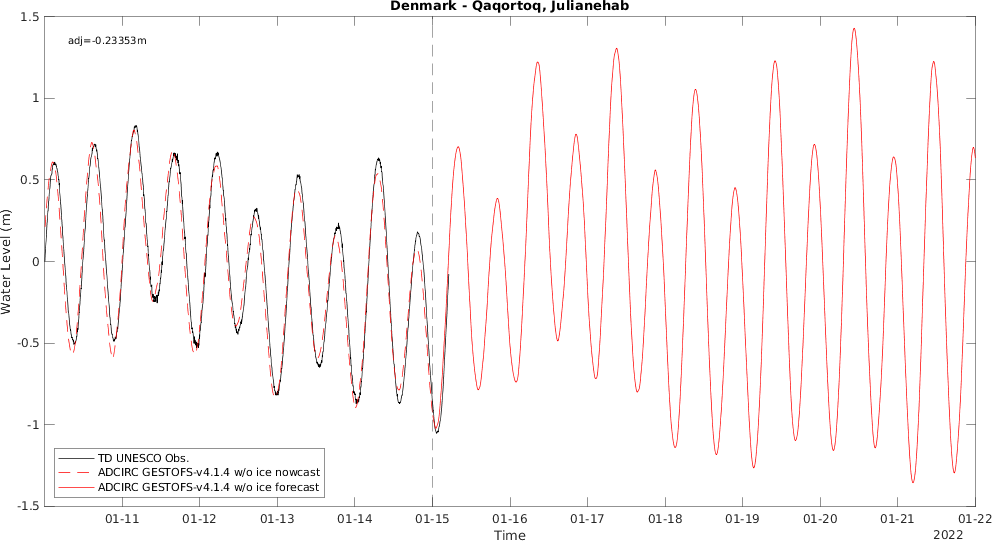 Denmark - Qaqortoq, Julianehab
adj=-0.23353m
1.5
1
0.5
0
-0.5
-1
-1.5
Water Level (m)
TD UNESCO Obs.
ADCIRC GESTOFS-v4.1.4 w/o ice nowcast
ADCIRC GESTOFS-v4.1.4 w/o ice forecast
01-11 01-12 01-13 01-14 01-15 01-16 01-17 01-18 01-19 01-20 01-21 01-22
Time
2022